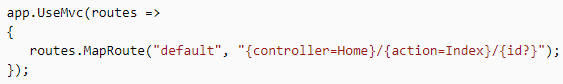 app.UseMvc(routes =>
{
   routes.MapRoute("default", "{controller=Home}/{action=Index}/{id?}");
});